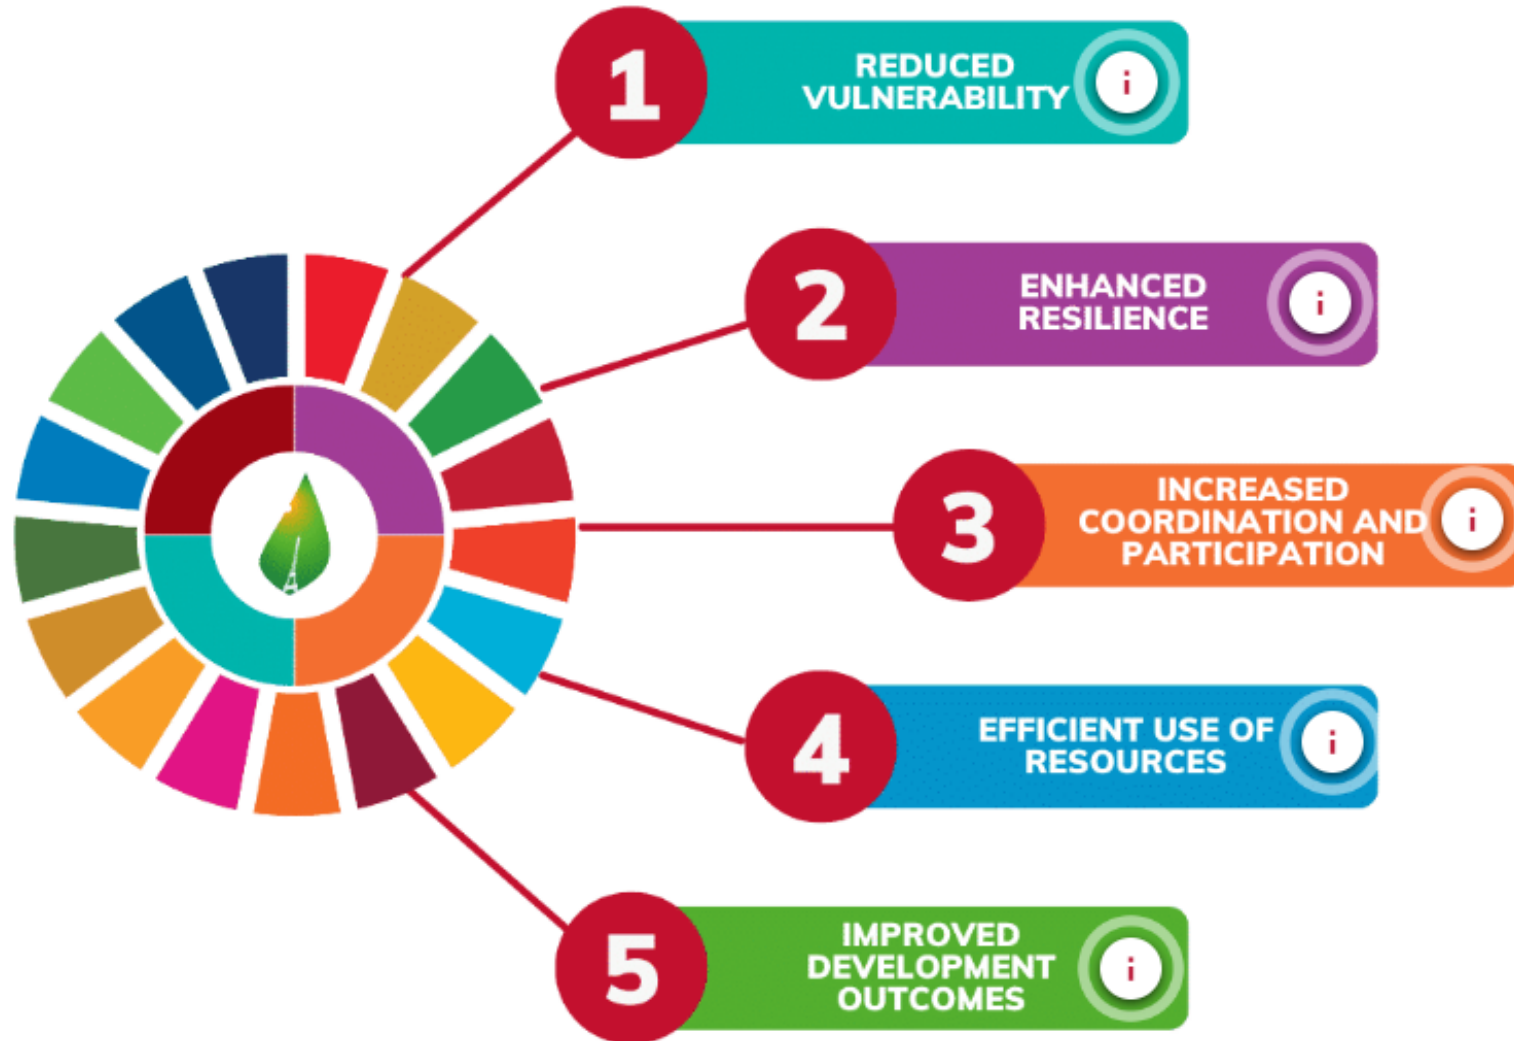 1
REDUCED
VULNERABILITY
i
2
ENHANCED
RESILIENCE
i
3
INCREASED
COORDINATION AND
PARTICIPATION
i
4
EFFICIENT USE OF
RESOURCES
i
5
IMPROVED
DEVELOPMENT
OUTCOMES
i